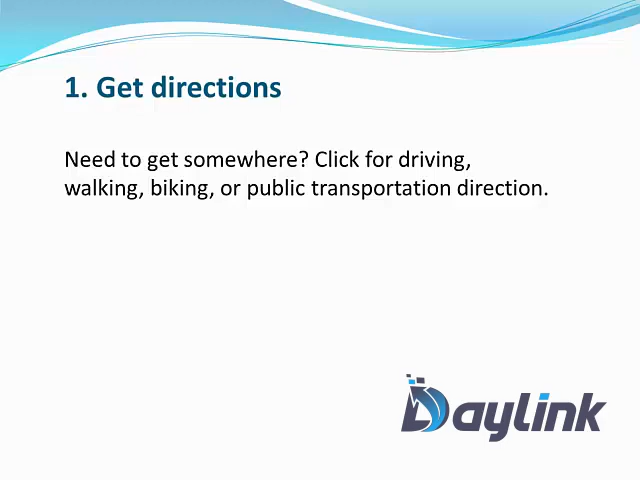 1. Get directions
Need to get somewhere? Click for driving,
walking, biking, or public transportation direction.
Daylink